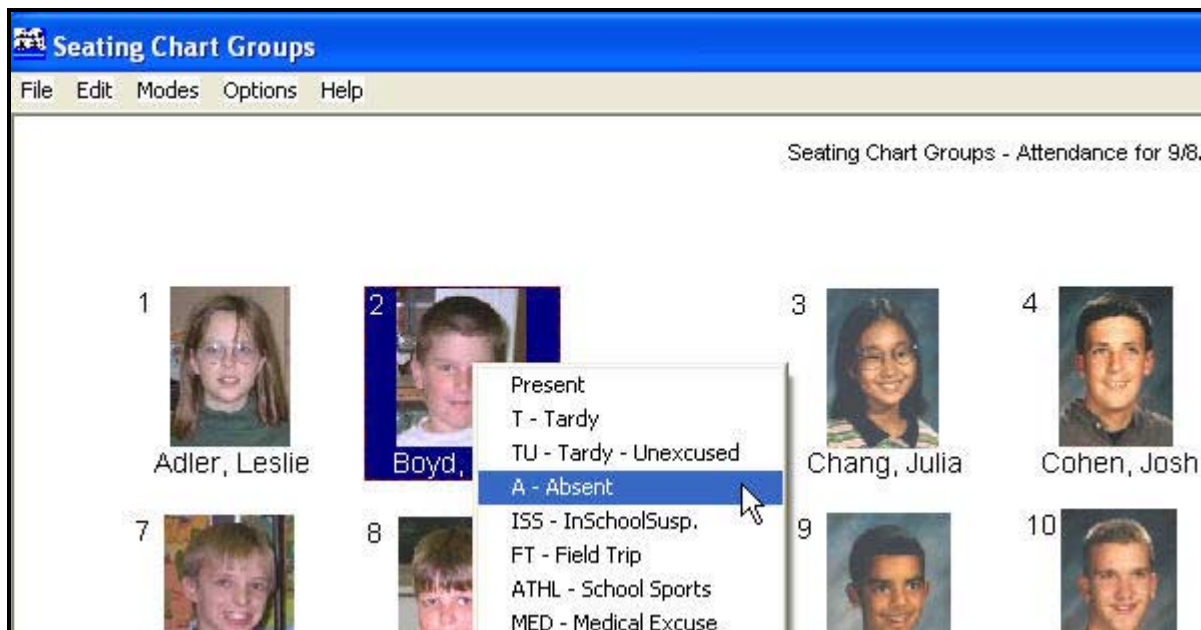 Seating Chart Groups
File Edit Modes Options Help
Seating Chart Groups - Attendance for 9/8.
1
2
3
4
Adler, Leslie
Boyd,
Chang, Julia
Cohen, Josh
Present
T - Tardy
TU - Tardy - Unexcused
A - Absent
ISS - InSchoolSusp.
FT - Field Trip
ATHL - School Sports
MED - Medical Excuse
7
8
9
10